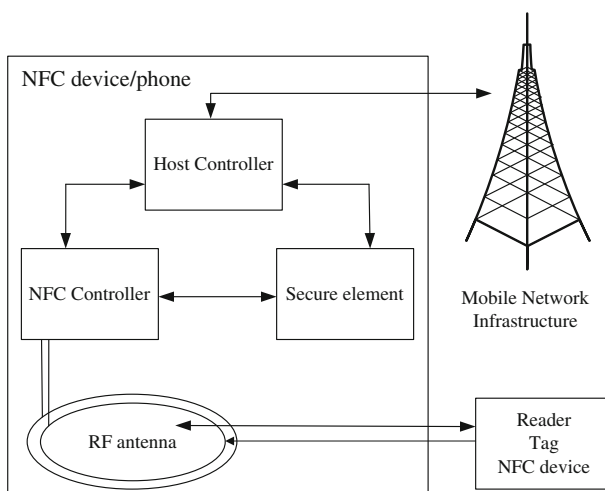 NFC device/phone
Host Controller
NFC Controller
Secure element
Mobile Network
Infrastructure
RF antenna
Reader
Tag
NFC device